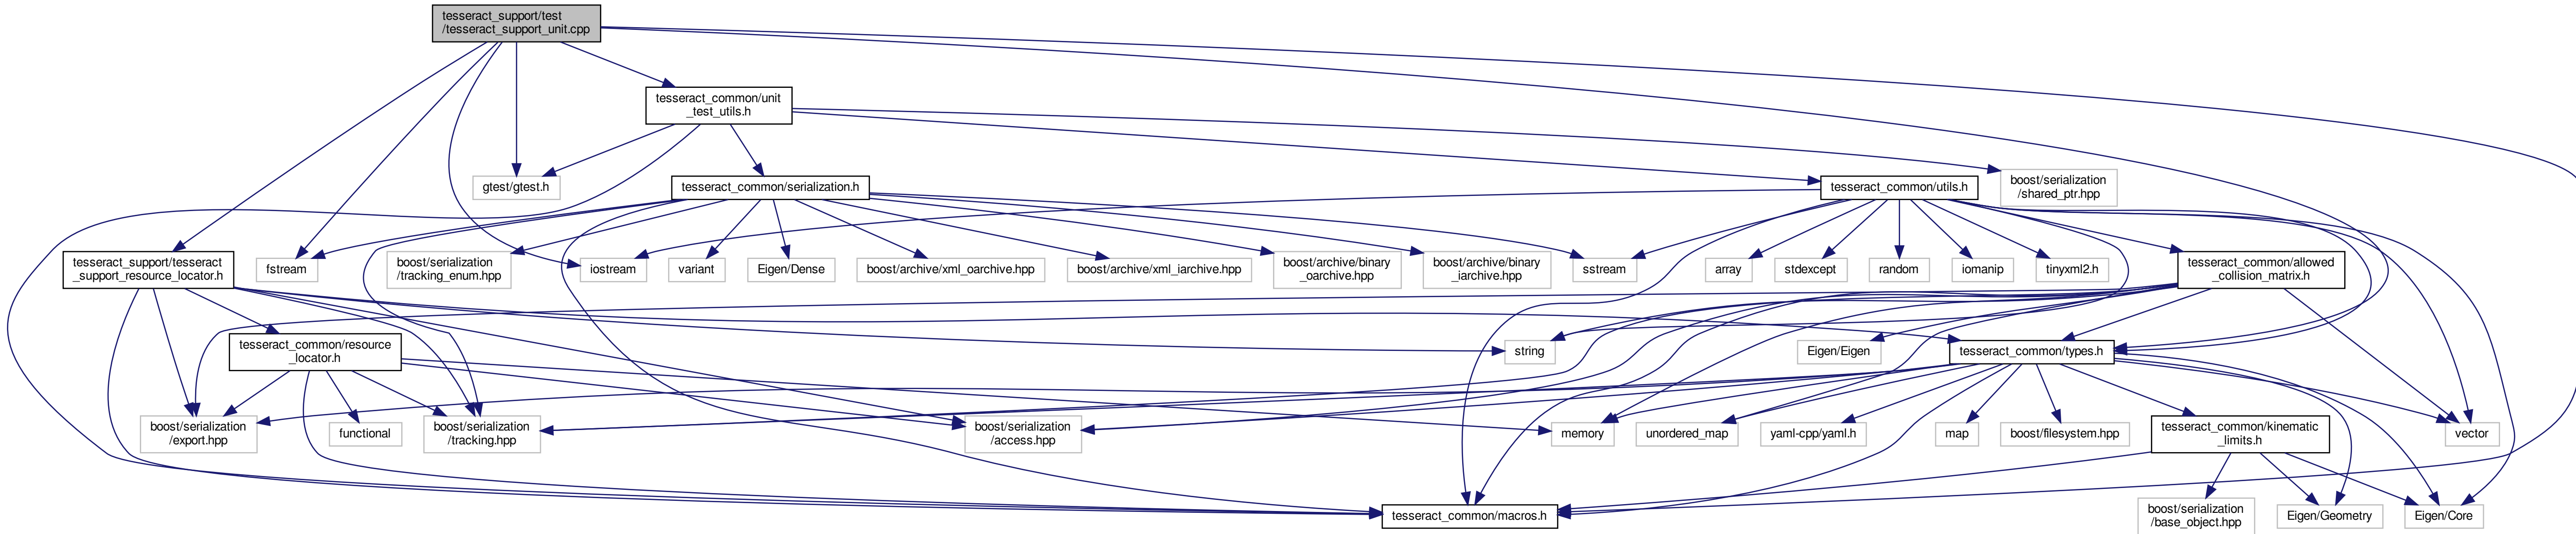 tesseract_support/test
/tesseract_support_unit.cpp
tesseract_common/unit
_test_utils.h
gtest/gtest.h
tesseract_common/serialization.h
tesseract_common/utils.h
boost/serialization
/shared_ptr.hpp
tesseract_support/tesseract
_support_resource_locator.h
fstream
boost/serialization
/tracking_enum.hpp
iostream
variant
Eigen/Dense
boost/archive/xml_oarchive.hpp
boost/archive/xml_iarchive.hpp
boost/archive/binary
_oarchive.hpp
boost/archive/binary
_iarchive.hpp
sstream
array
stdexcept
random
iomanip
tinyxml2.h
tesseract_common/allowed
_collision_matrix.h
tesseract_common/resource
_locator.h
string
Eigen/Eigen
tesseract_common/types.h
boost/serialization
/export.hpp
functional
boost/serialization
/tracking.hpp
boost/serialization
/access.hpp
memory
unordered_map
yaml-cpp/yaml.h
map
boost/filesystem.hpp
tesseract_common/kinematic
_limits.h
vector
tesseract_common/macros.h
boost/serialization
/base_object.hpp
Eigen/Geometry
Eigen/Core